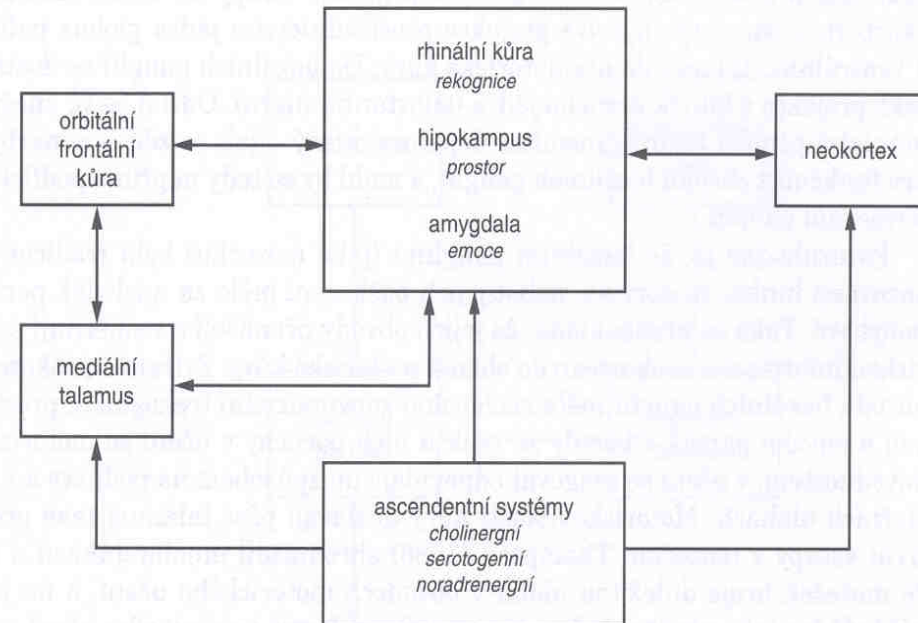 rhinální kůra
rekognice
hipokampus
prostor
amygdala
emoce
orbitální
frontální
kůra
neokortex
mediální
talamus
ascendentní systémy
cholinergní
serotogenní
noradrenergní